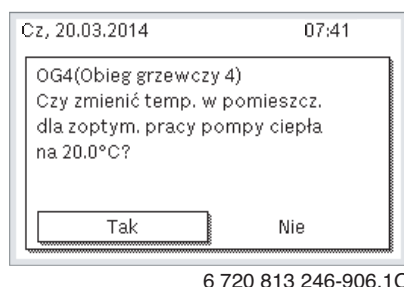 Cz, 20.03.2014 07:41
OG4(Obieg grzewczy 4)
Czy zmienić temp. w pomieszcz.
dla zoptym. pracy pompy ciepła
na 20.0°C?
Tak Nie
6 720 813 246-906.1O